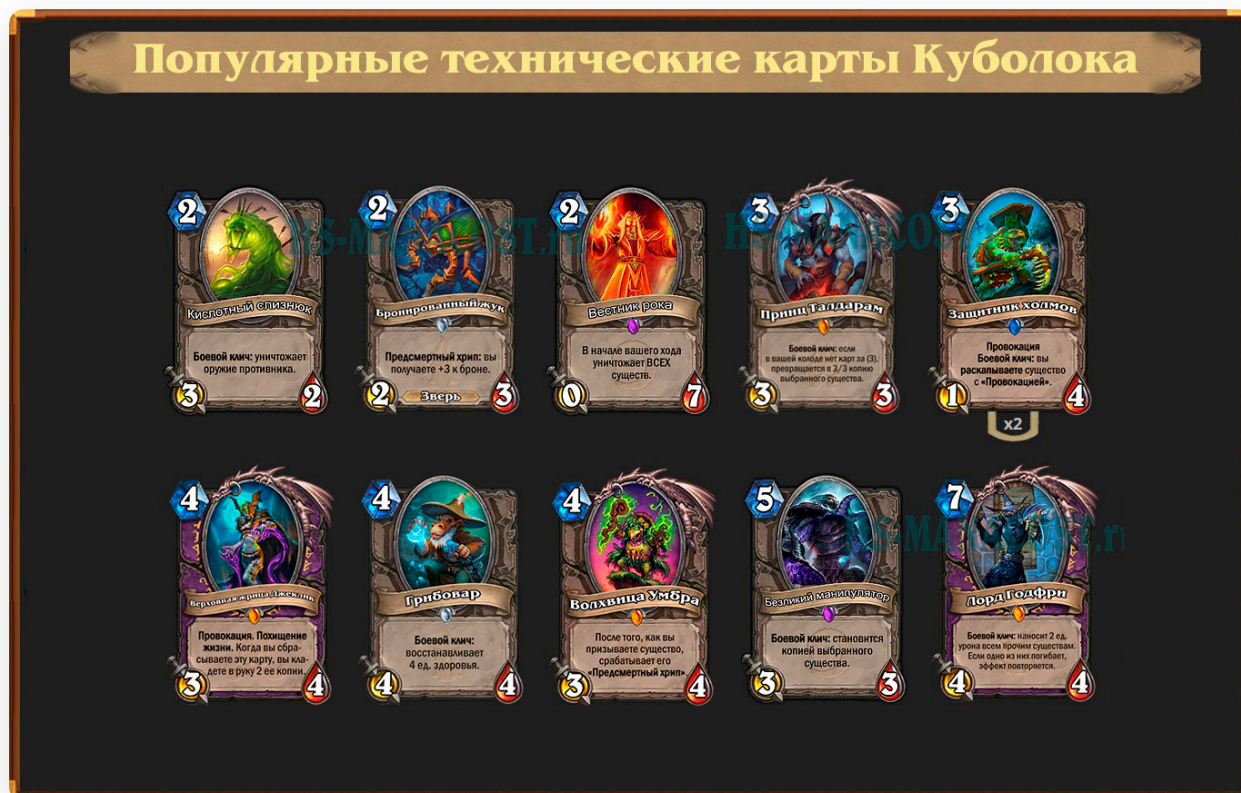 Популярные технические карты Куболока
2
Кислотный слизнюк
Боевой клич: уничтожает
оружие противника.
3
2
2
Бронированный жук
Предсмертный хрип: вы
получаете +3 к броне.
2
Зверь
3
2
Вестник рока
В начале вашего хода
уничтожает ВСЕХ
существ.
0
7
3
Принц Талдарам
Боевой клич: если
в вашей колоде нет карт за (3),
превращается в 3/3 копию
выбранного существа.
3
3
3
Защитник холмов
Провокация
Боевой клич: вы
раскапываете существо
с «Провокацией».
1
4
x2
4
Верховная жрица Джеклик
Провокация. Похищение
жизни. Когда вы сбра-
сываете эту карту, вы кла-
дете в руку 2 ее копии.
3
4
4
Грибовар
Боевой клич:
восстанавливает
4 ед. здоровья.
4
4
4
Волхвица Умбра
После того, как вы
призываете существо,
срабатывает его
«Предсмертный хрип».
3
4
5
Безликий манипулятор
Боевой клич: становится
копией выбранного
существа.
3
3
7
Лорд Годфри
Боевой клич: наносит 2 ед.
урона всем прочим существам.
Если одно из них погибает,
эффект повторяется.
4
4